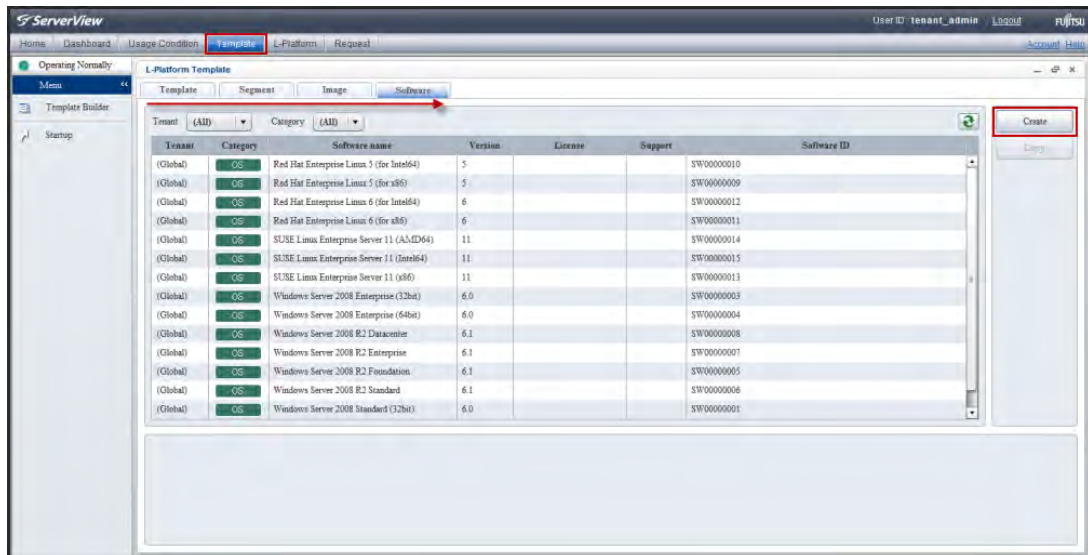 ServerView
User ID: tenant_admin Logout FUJITSU
Home Dashboard Usage Condition Template L-Platform Request
Account Help
Operating Normally
Menu <<
Template Builder
Startup
L-Platform Template
Template Segment Image Software
Tenant (All) Category (All)
Create
Copy
Tenant Category Software name Version License Support Software ID
(Global) OS Red Hat Enterprise Linux 5 (for Intel64) 5 SW00000010
(Global) OS Red Hat Enterprise Linux 5 (for x86) 5 SW00000009
(Global) OS Red Hat Enterprise Linux 6 (for Intel64) 6 SW00000012
(Global) OS Red Hat Enterprise Linux 6 (for x86) 6 SW00000011
(Global) OS SUSE Linux Enterprise Server 11 (AMD64) 11 SW00000014
(Global) OS SUSE Linux Enterprise Server 11 (Intel64) 11 SW00000015
(Global) OS SUSE Linux Enterprise Server 11 (x86) 11 SW00000013
(Global) OS Windows Server 2008 Enterprise (32bit) 6.0 SW00000003
(Global) OS Windows Server 2008 Enterprise (64bit) 6.0 SW00000004
(Global) OS Windows Server 2008 R2 Datacenter 6.1 SW00000008
(Global) OS Windows Server 2008 R2 Enterprise 6.1 SW00000007
(Global) OS Windows Server 2008 R2 Foundation 6.1 SW00000005
(Global) OS Windows Server 2008 R2 Standard 6.1 SW00000006
(Global) OS Windows Server 2008 Standard (32bit) 6.0 SW00000001